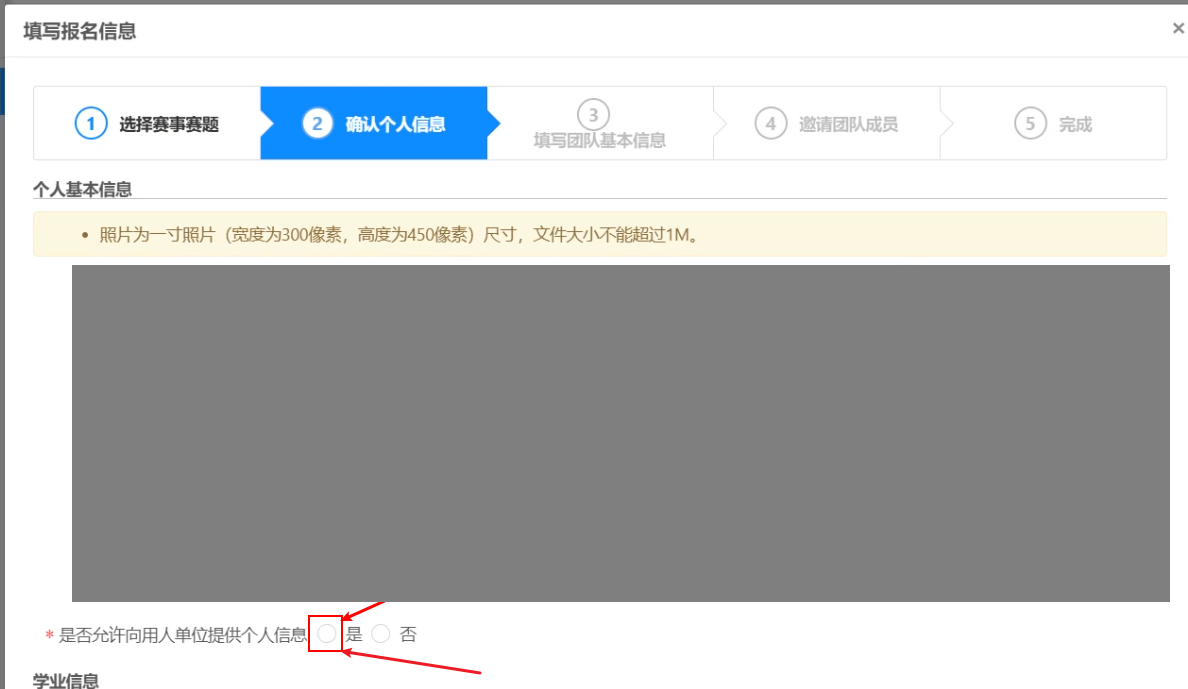 填写报名信息
×
1 选择赛事赛题
2 确认个人信息
3 填写团队基本信息
4 邀请团队成员
5 完成
个人基本信息
• 照片为一寸照片（宽度为300像素，高度为450像素）尺寸，文件大小不能超过1M。
* 是否允许向用人单位提供个人信息 是 否
学业信息